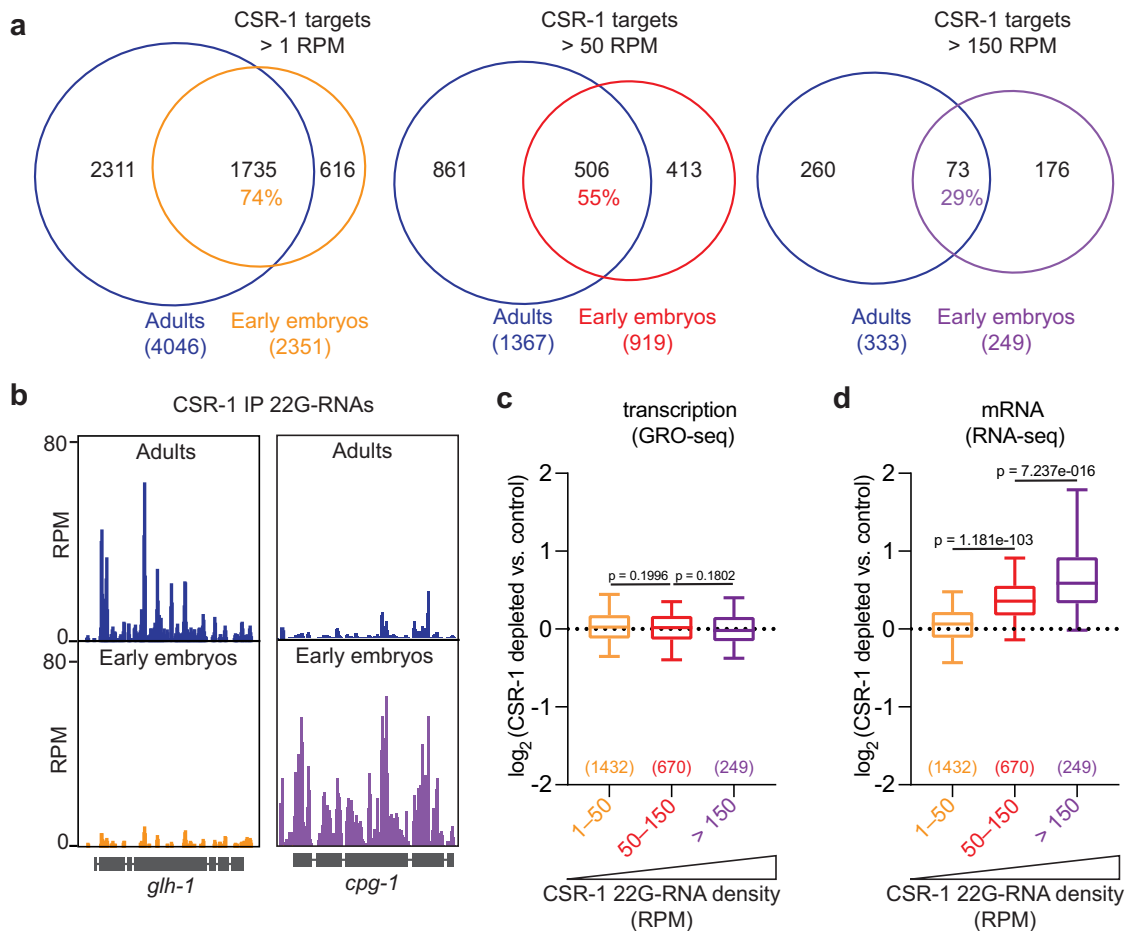 a
CSR-1 targets
> 1 RPM
2311
1735
74%
616
Adults
(4046)
Early embryos
(2351)
CSR-1 targets
> 50 RPM
861
506
55%
413
Adults
(1367)
Early embryos
(919)
CSR-1 targets
> 150 RPM
260
73
29%
176
Adults
(333)
Early embryos
(249)
b
CSR-1 IP 22G-RNAs
80
RPM
0
Adults
Adults
80
RPM
0
Early embryos
Early embryos
glh-1
cpg-1
c
transcription
(GRO-seq)
log2(CSR-1 depleted vs. control)
2
1
0
-1
-2
p = 0.1996
p = 0.1802
(1432)
(670)
(249)
1–50
50–150
> 150
CSR-1 22G-RNA density
(RPM)
d
mRNA
(RNA-seq)
log2(CSR-1 depleted vs. control)
2
1
0
-1
-2
p = 7.237e-016
p = 1.181e-103
(1432)
(670)
(249)
1–50
50–150
> 150
CSR-1 22G-RNA density
(RPM)